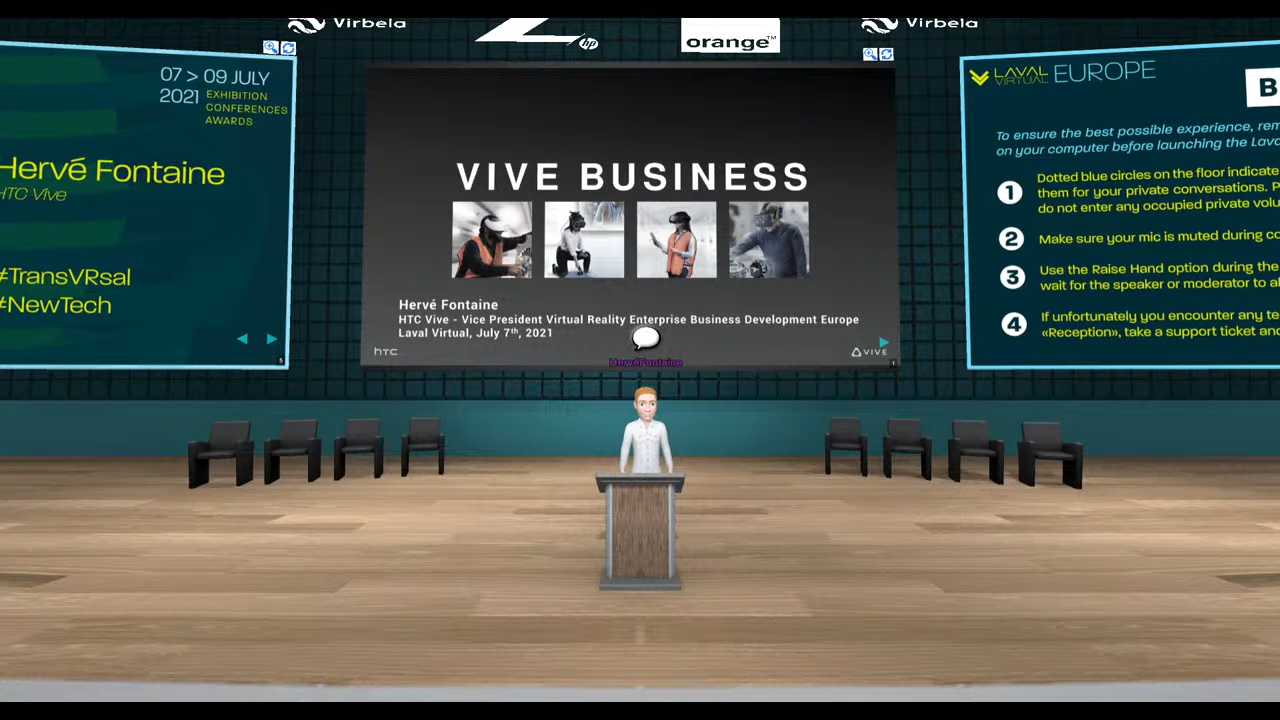 Virbela
hp
orange™
Virbela
07 > 09 JULY
2021
EXHIBITION
CONFERENCES
AWARDS
Hervé Fontaine
HTC Vive
#TransVRsal
#NewTech
5
VIVE BUSINESS
Hervé Fontaine
HTC Vive - Vice President Virtual Reality Enterprise Business Development Europe
Laval Virtual, July 7th, 2021
hTC
VIVE
1
HervéFontaine
LAVAL
VIRTUAL
EUROPE
B
To ensure the best possible experience, rem
on your computer before launching the Lava
1
Dotted blue circles on the floor indicate
them for your private conversations. P
do not enter any occupied private volu
2
Make sure your mic is muted during co
3
Use the Raise Hand option during the
wait for the speaker or moderator to al
4
If unfortunately you encounter any te
«Reception», take a support ticket and